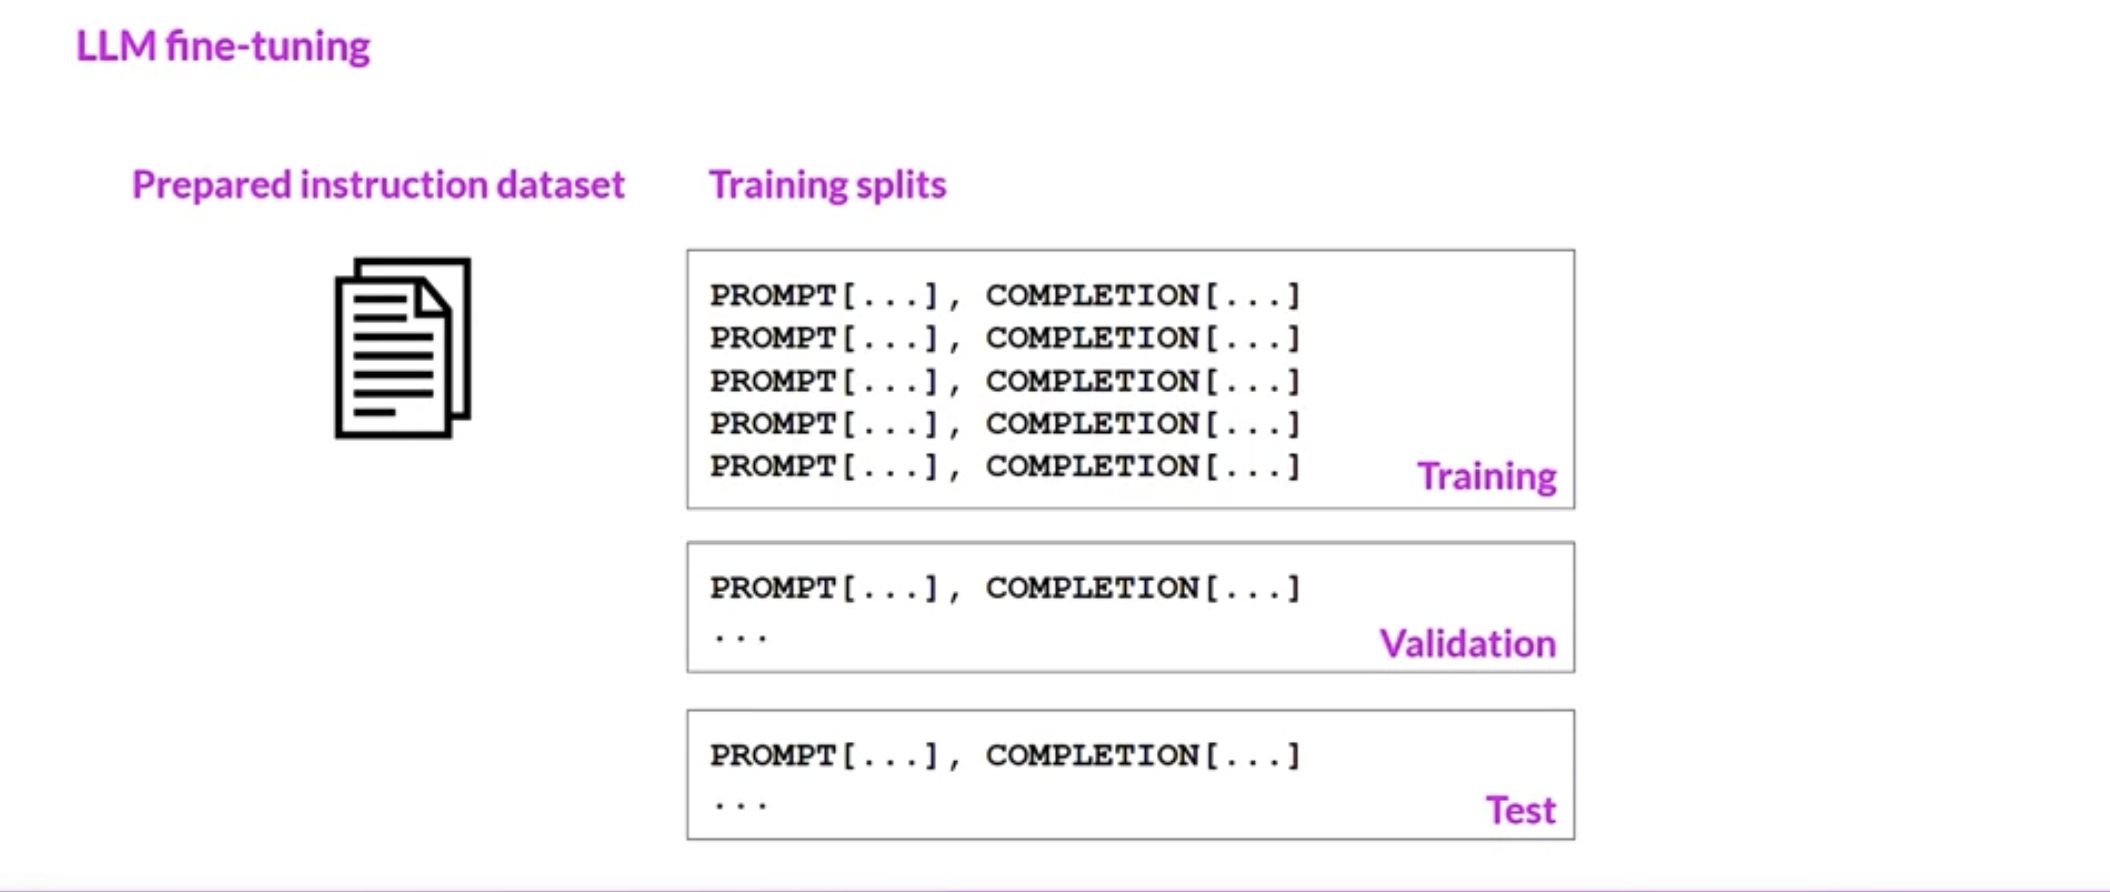 LLM fine-tuning
Prepared instruction dataset
Training splits
PROMPT[...], COMPLETION[...]
PROMPT[...], COMPLETION[...]
PROMPT[...], COMPLETION[...]
PROMPT[...], COMPLETION[...]
PROMPT[...], COMPLETION[...]
Training
PROMPT[...], COMPLETION[...]
...
Validation
PROMPT[...], COMPLETION[...]
...
Test